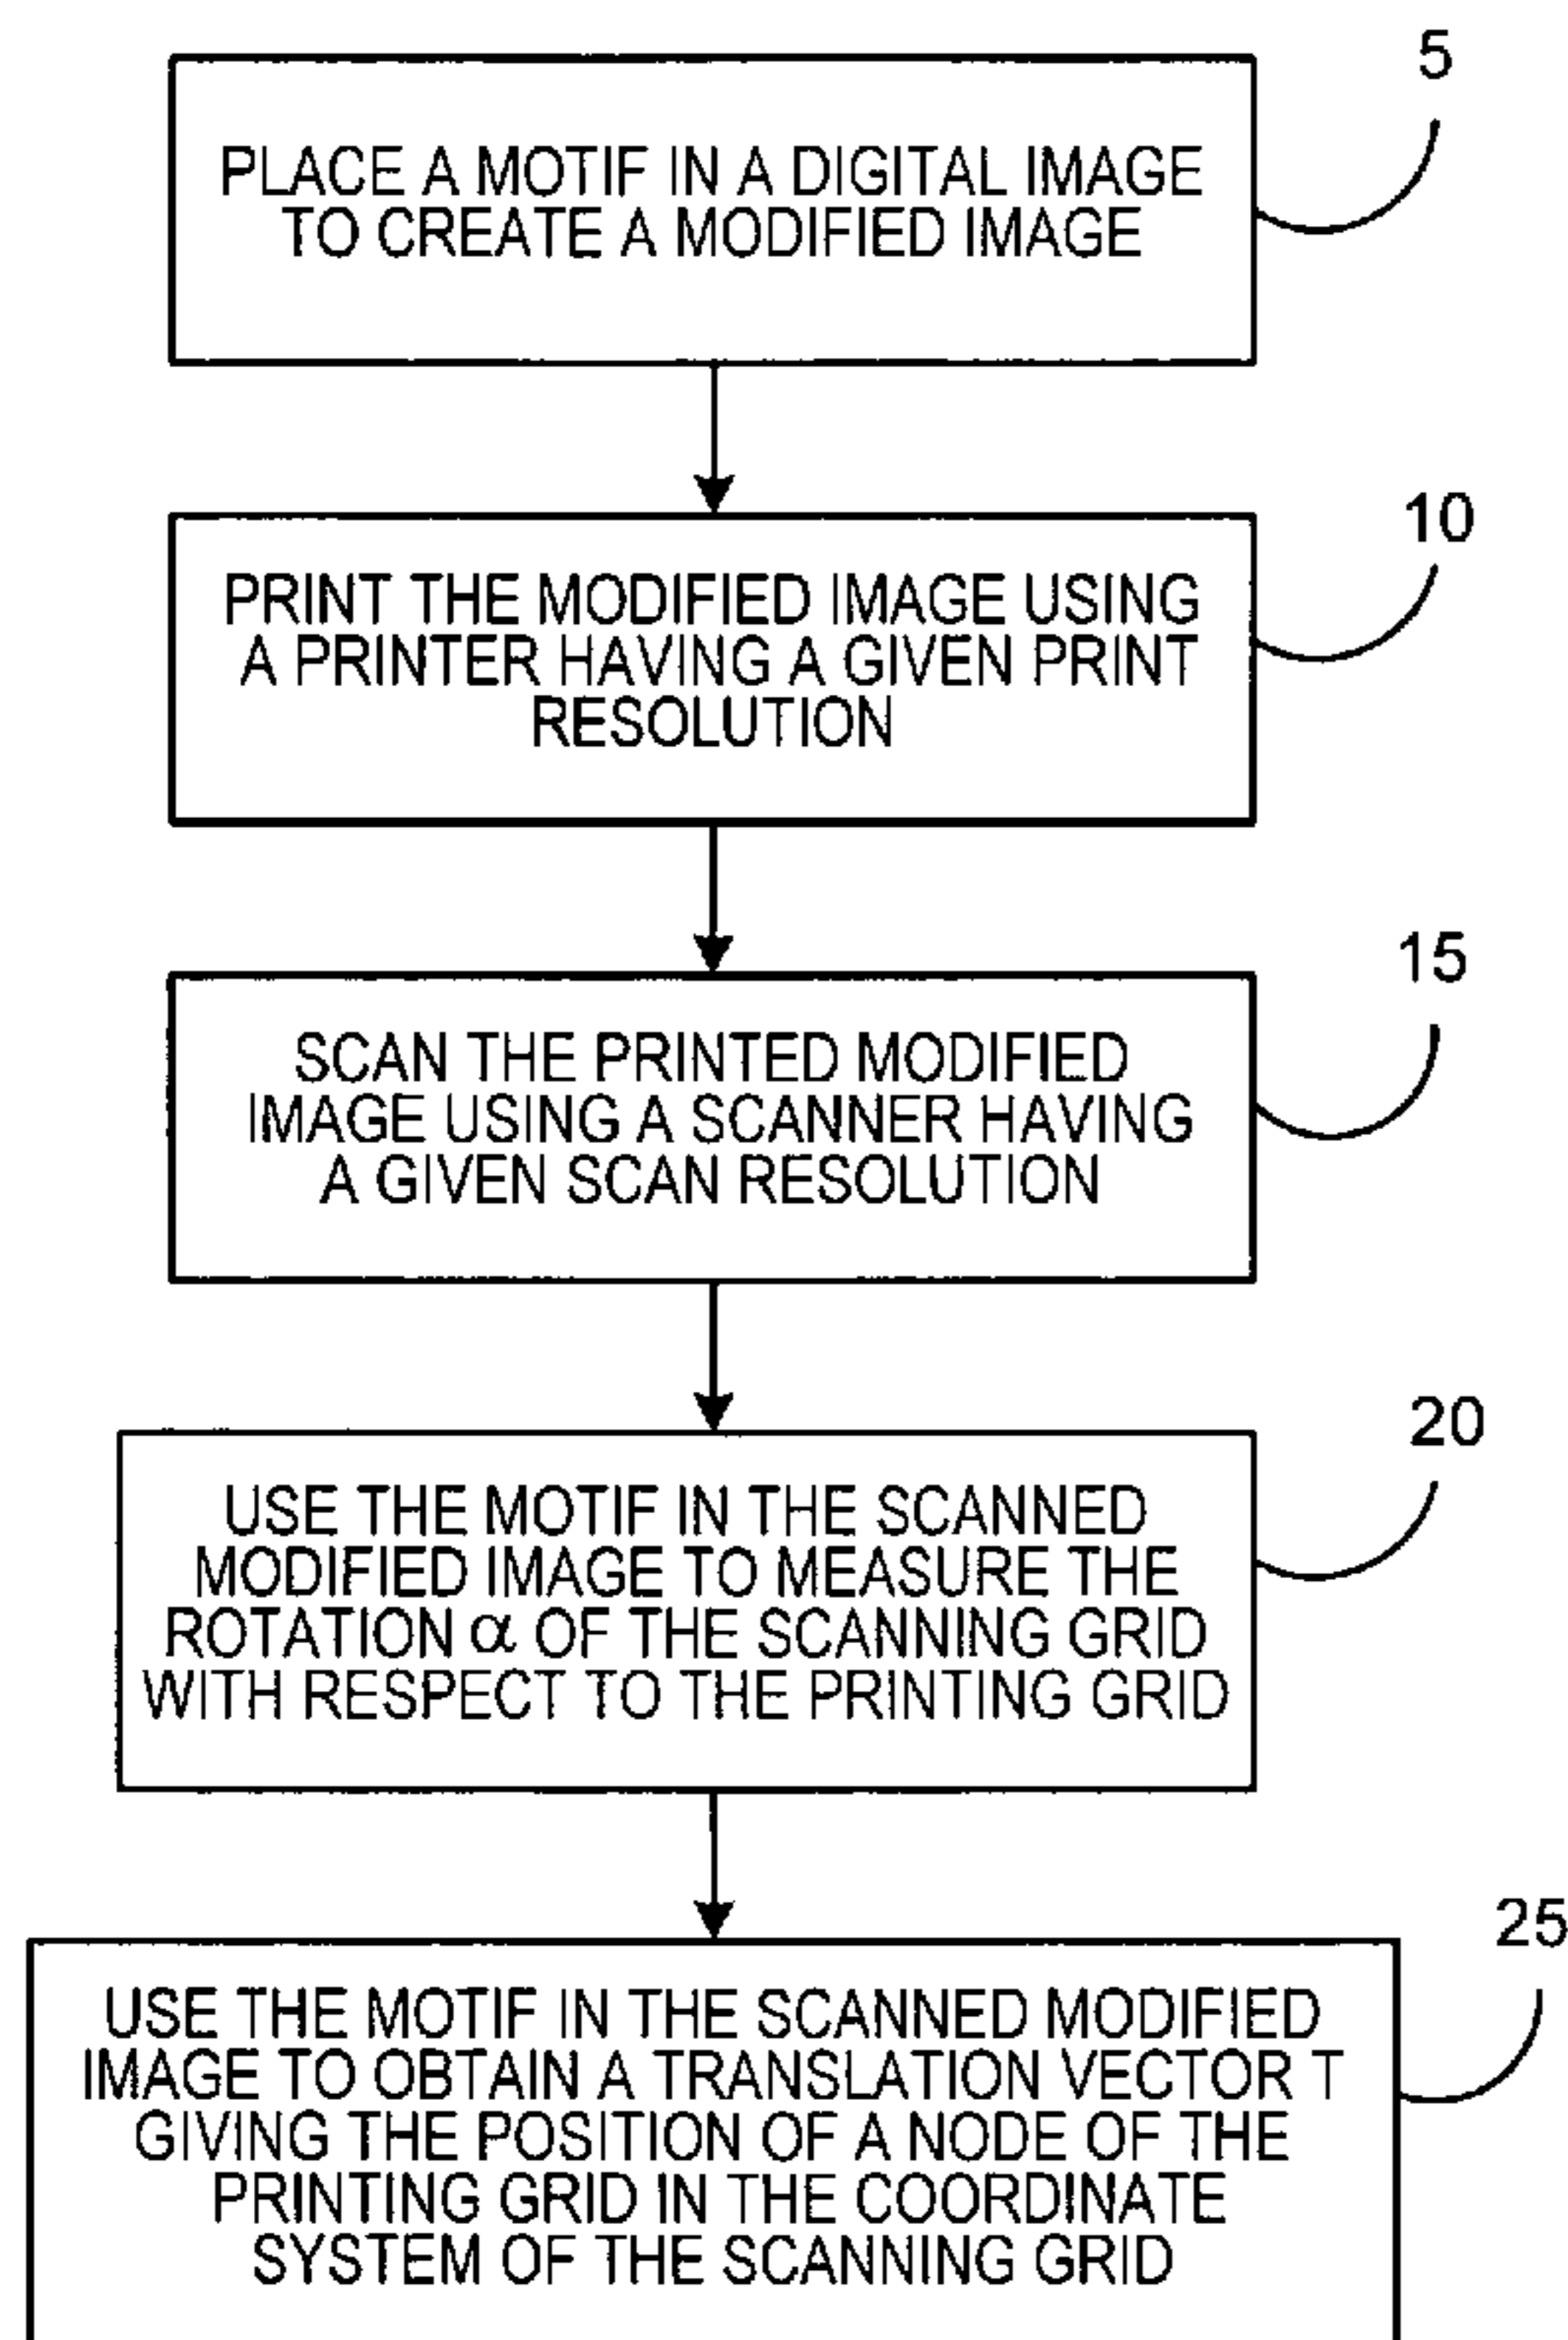 5
PLACE A MOTIF IN A DIGITAL IMAGE
TO CREATE A MODIFIED IMAGE
10
PRINT THE MODIFIED IMAGE USING
A PRINTER HAVING A GIVEN PRINT
RESOLUTION
15
SCAN THE PRINTED MODIFIED
IMAGE USING A SCANNER HAVING
A GIVEN SCAN RESOLUTION
20
USE THE MOTIF IN THE SCANNED
MODIFIED IMAGE TO MEASURE THE
ROTATION α OF THE SCANNING GRID
WITH RESPECT TO THE PRINTING GRID
25
USE THE MOTIF IN THE SCANNED MODIFIED
IMAGE TO OBTAIN A TRANSLATION VECTOR T
GIVING THE POSITION OF A NODE OF THE
PRINTING GRID IN THE COORDINATE
SYSTEM OF THE SCANNING GRID